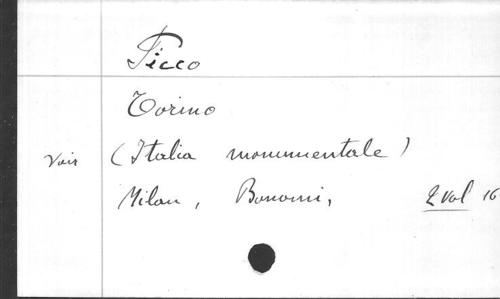 Picco
Torino
Voir (Italia monumentale)
Milan, Bonomi, 2 vol 16